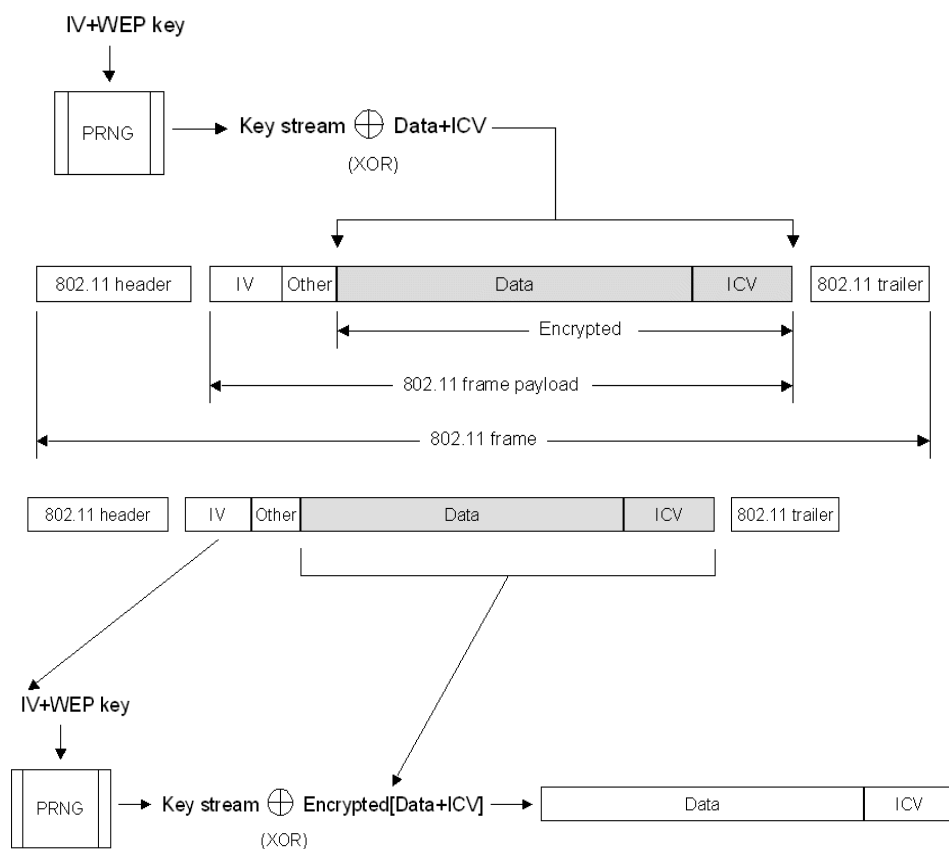 IV+WEP key
PRNG
Key stream ⊕ Data+ICV
(XOR)
802.11 header IV Other Data ICV 802.11 trailer
Encrypted
802.11 frame payload
802.11 frame
802.11 header IV Other Data ICV 802.11 trailer
IV+WEP key
PRNG
Key stream ⊕ Encrypted[Data+ICV]
Data ICV
(XOR)